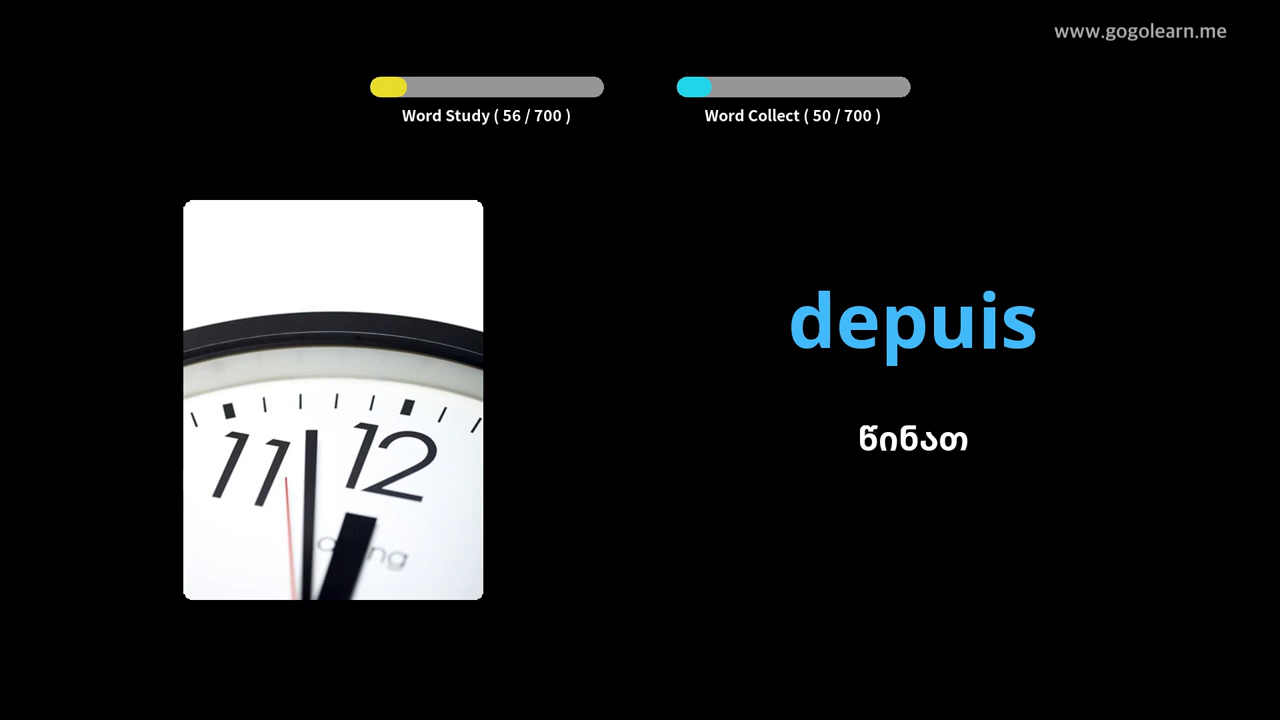 www.gogolearn.me
Word Study ( 56 / 700 )
Word Collect ( 50 / 700 )
depuis
წინათ
11
12